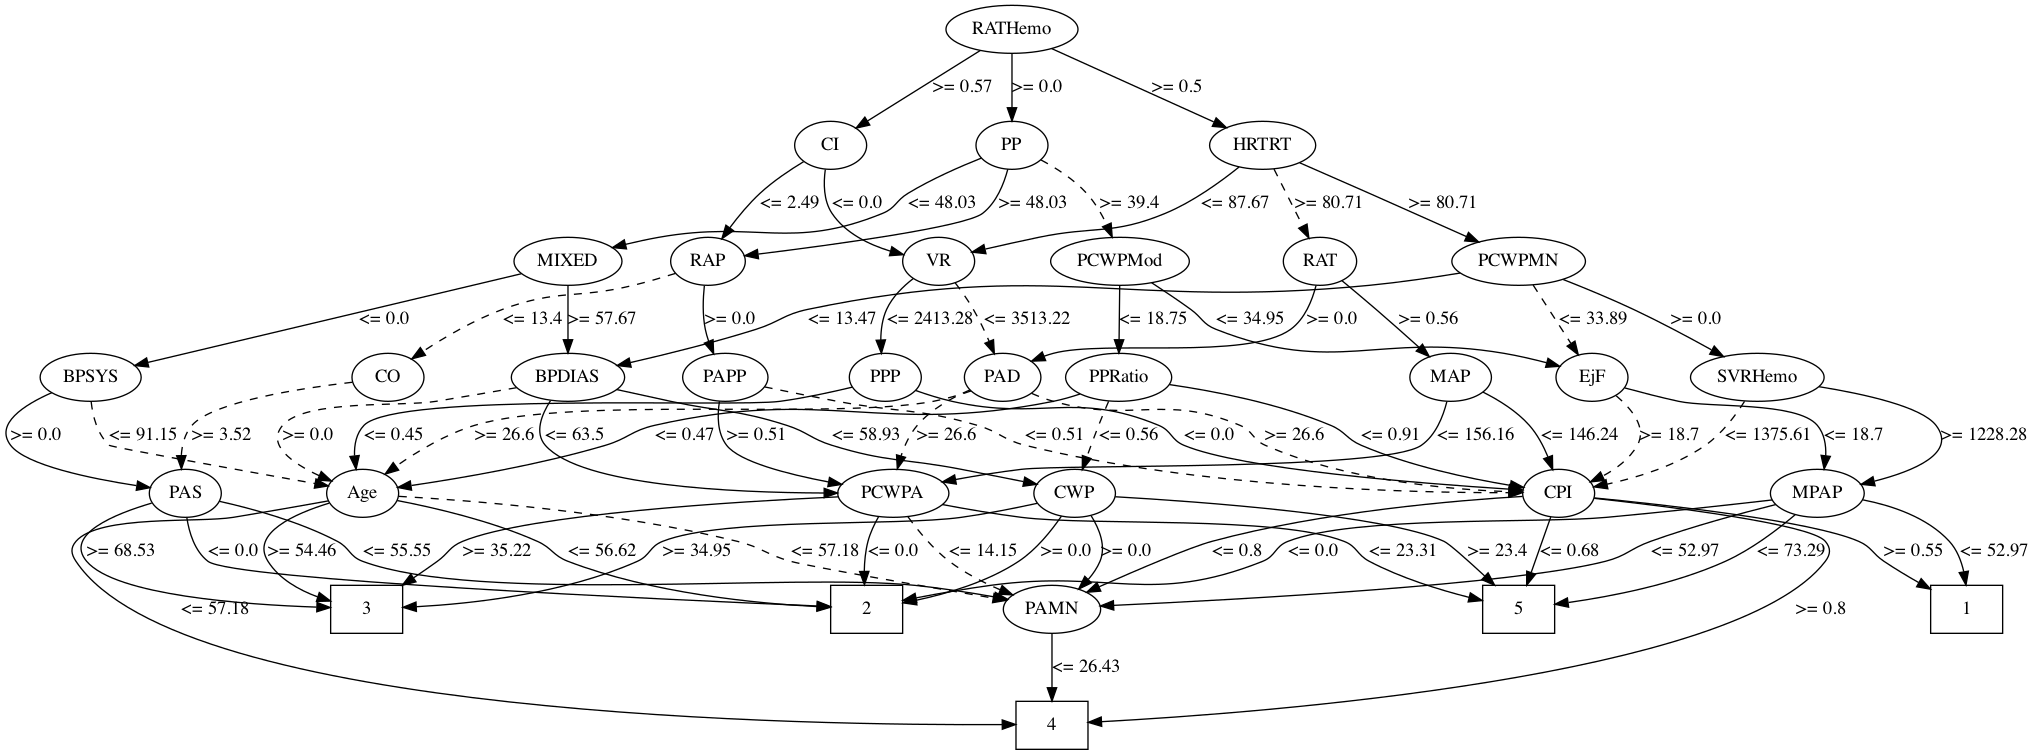 RATHemo
>= 0.57
>= 0.0
>= 0.5
CI
PP
HRTRT
<= 2.49
<= 0.0
<= 48.03
>= 48.03
>= 39.4
<= 87.67
>= 80.71
>= 80.71
MIXED
RAP
VR
PCWPMod
RAT
PCWPMN
<= 0.0
<= 13.4
>= 57.67
>= 0.0
<= 13.47
<= 2413.28
<= 3513.22
<= 18.75
<= 34.95
>= 0.0
>= 0.56
<= 33.89
>= 0.0
BPSYS
CO
BPDIAS
PAPP
PPP
PAD
PPRatio
MAP
EjF
SVRHemo
>= 0.0
<= 91.15
>= 3.52
>= 0.0
<= 0.45
>= 26.6
<= 63.5
<= 0.47
>= 0.51
<= 58.93
>= 26.6
<= 0.51
<= 0.56
<= 0.0
>= 26.6
<= 0.91
<= 156.16
<= 146.24
>= 18.7
<= 1375.61
<= 18.7
>= 1228.28
PAS
Age
PCWPA
CWP
CPI
MPAP
>= 68.53
<= 0.0
>= 54.46
<= 55.55
>= 35.22
<= 56.62
>= 34.95
<= 57.18
<= 0.0
<= 14.15
>= 0.0
>= 0.0
<= 0.8
<= 0.0
<= 23.31
>= 23.4
<= 0.68
<= 52.97
<= 73.29
>= 0.55
<= 52.97
<= 57.18
3
2
PAMN
5
1
>= 0.8
<= 26.43
4